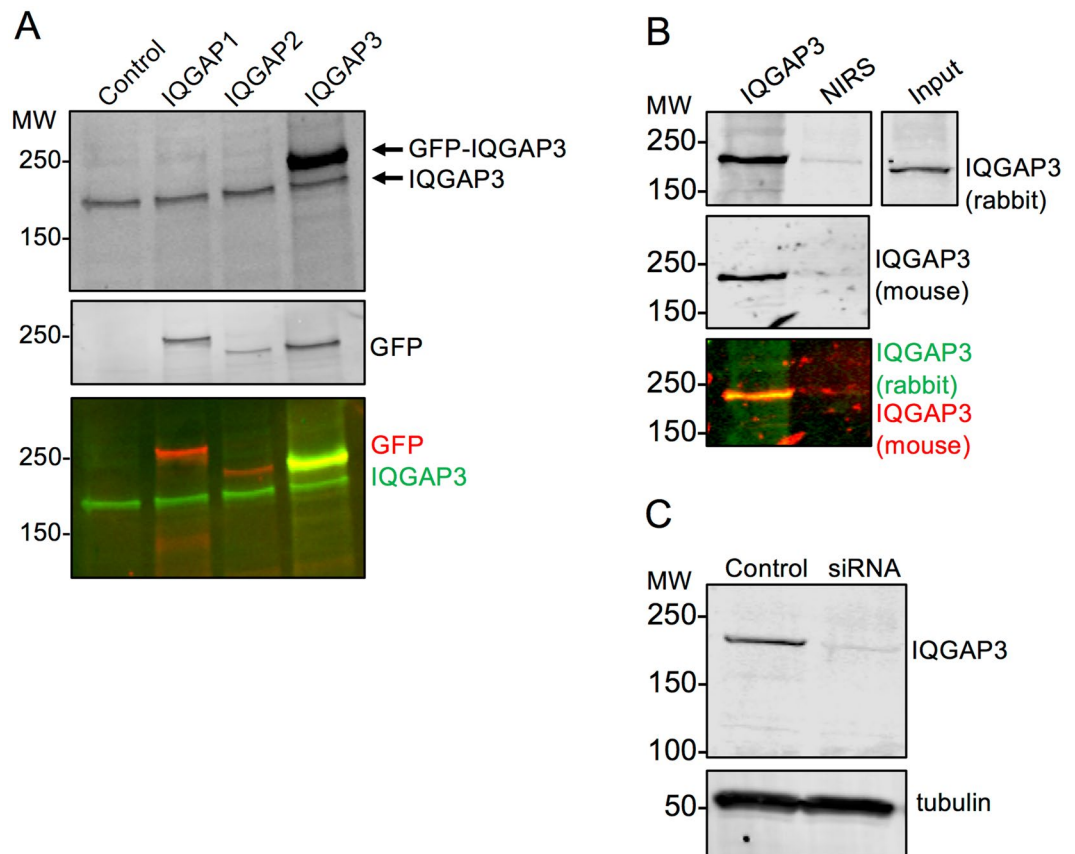 A
Control
IQGAP1
IQGAP2
IQGAP3
MW
250
150
GFP-IQGAP3
IQGAP3
250
GFP
250
150
GFP
IQGAP3
B
IQGAP3
NIRS
Input
MW
250
150
IQGAP3
(rabbit)
250
150
IQGAP3
(mouse)
250
150
IQGAP3
(rabbit)
IQGAP3
(mouse)
C
MW
Control siRNA
250
150
100
IQGAP3
50
tubulin